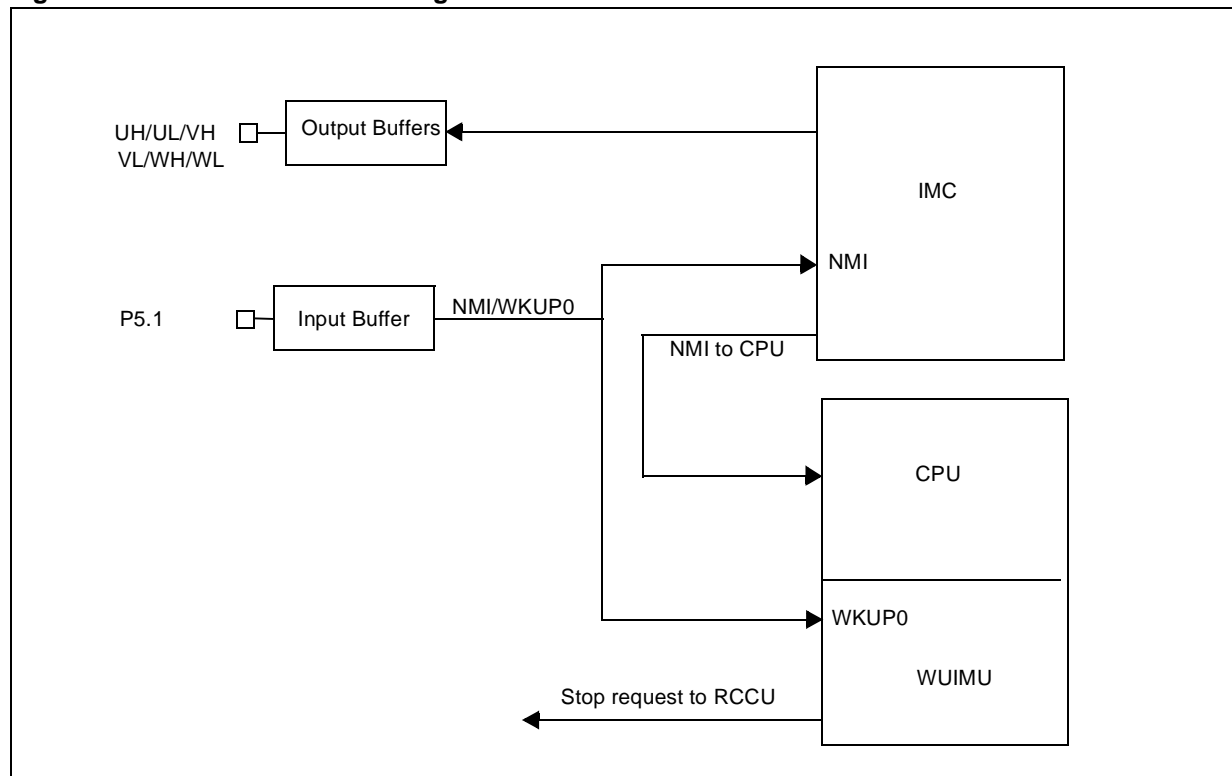 UH/UL/VH
VL/WH/WL
Output Buffers
IMC
NMI
P5.1
Input Buffer
NMI/WKUP0
NMI to CPU
CPU
WKUP0
WUIMU
Stop request to RCCU